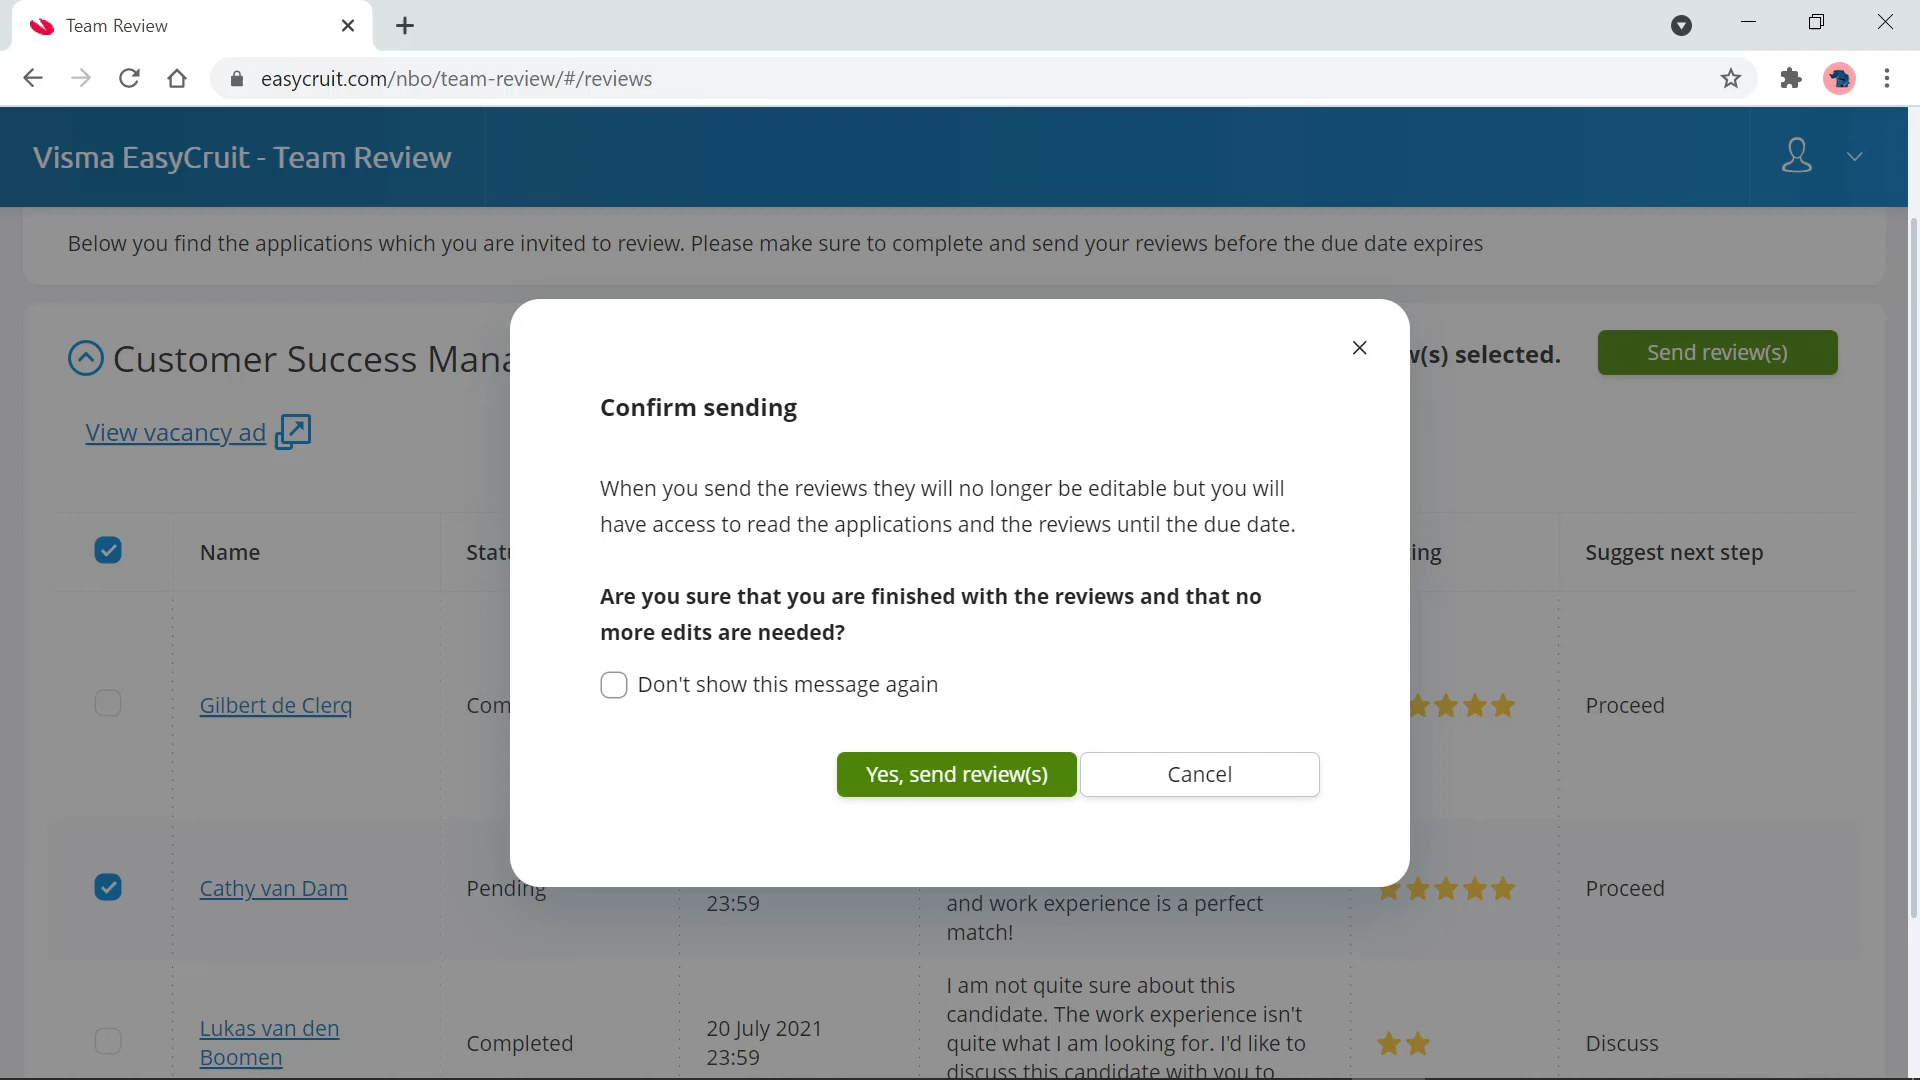 Team Review
easycruit.com/nbo/team-review/#/reviews
Visma EasyCruit - Team Review
Below you find the applications which you are invited to review. Please make sure to complete and send your reviews before the due date expires
Customer Success Mana
w(s) selected.
Send review(s)
View vacancy ad
Confirm sending
When you send the reviews they will no longer be editable but you will
have access to read the applications and the reviews until the due date.
Are you sure that you are finished with the reviews and that no
more edits are needed?
Don't show this message again
Yes, send review(s)
Cancel
Name
Statu
ing
Suggest next step
Gilbert de Clerq
Com
Proceed
Cathy van Dam
Pending
23:59
and work experience is a perfect
match!
Proceed
Lukas van den
Boomen
Completed
20 July 2021
23:59
I am not quite sure about this
candidate. The work experience isn't
quite what I am looking for. I'd like to
discuss this candidate with you to
Discuss